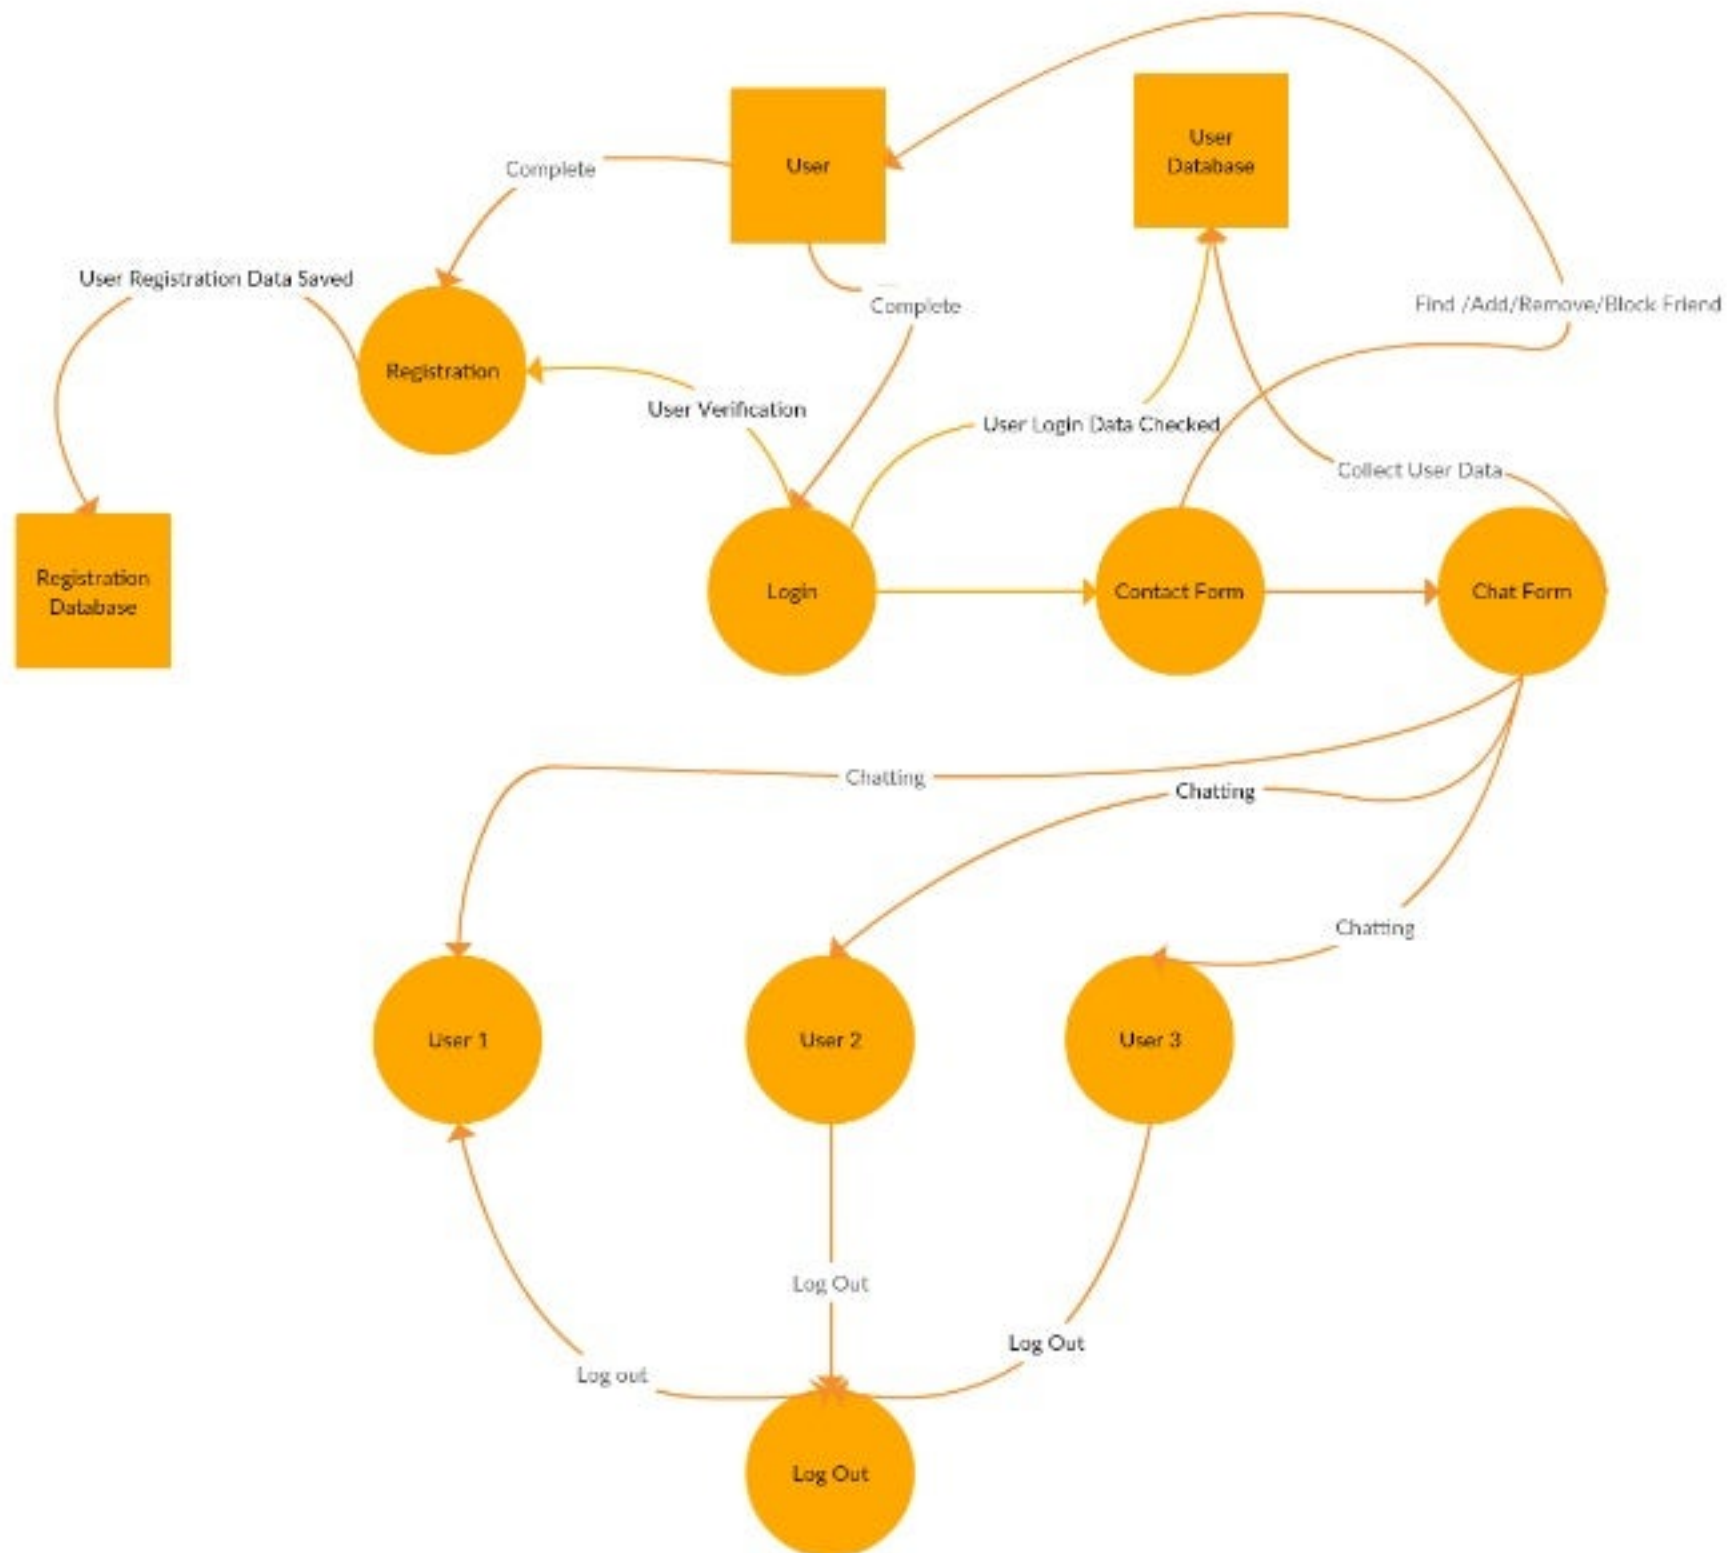 User
User
Database
Complete
User Registration Data Saved
Complete
Find /Add/Remove/Block Friend
Registration
User Verification
User Login Data Checked
Collect User Data
Registration
Database
Login
Contact Form
Chat Form
Chatting
Chatting
Chatting
User 1
User 2
User 3
Log Out
Log Out
Log out
Log Out